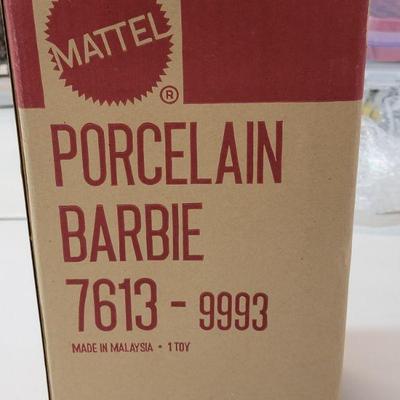 MATTEL
®
PORCELAIN
BARBIE
7613 - 9993
MADE IN MALAYSIA • 1 TOY